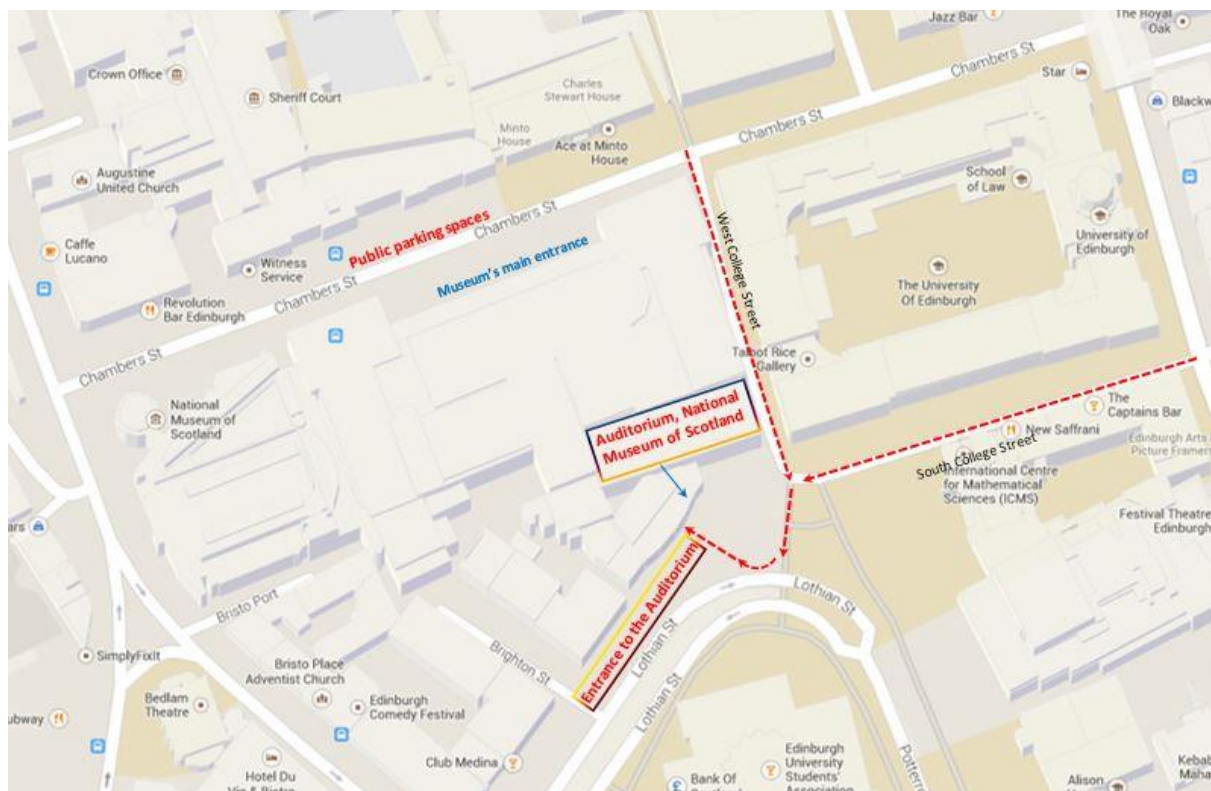 Jazz Bar
The Royal
Oak
Crown Office
Sheriff Court
Charles
Stewart House
Chambers St
Star
Minto
House
Ace at Minto
House
Chambers St
Blackw
Augustine
United Church
School
of Law
Public parking spaces
Chambers St
West College Street
University of
Edinburgh
Caffe
Lucano
Witness
Service
Museum's main entrance
Chambers St
Revolution
Bar Edinburgh
The University
Of Edinburgh
Chambers St
Talbot Rice
Gallery
National
Museum of
Scotland
Auditorium, National
Museum of Scotland
The
Captains Bar
New Saffrani
Edinburgh Arts
Picture Framers
South College Street
International Centre
for Mathematical
Sciences (ICMS)
Festival Theatre
Edinburgh
ars
Bristo Port
Entrance to the Auditorium
Lothian St
Lothian St
Lothian St
Brighton St
SimplyFixIt
Bristo Place
Adventist Church
Bedlam
Theatre
Edinburgh
Comedy Festival
ubway
Club Medina
Hotel Du
Vin & Bistro
Bank Of
Edinburgh
University
Students'
Association
Potterr
Alison
Kebab
Maha